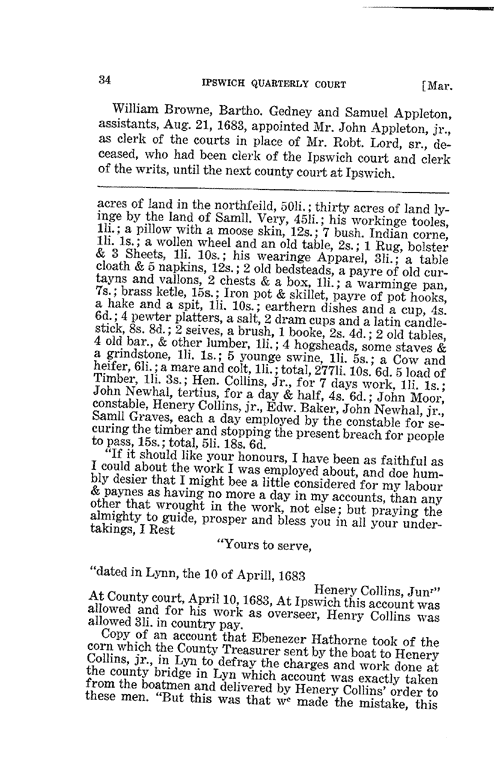 34 IPSWICH QUARTERLY COURT [Mar.
William Browne, Bartho. Gedney and Samuel Appleton,
assistants, Aug. 21, 1683, appointed Mr. John Appleton, jr.,
as clerk of the courts in place of Mr. Robt. Lord, sr., de-
ceased, who had been clerk of the Ipswich court and clerk
of the writs, until the next county court at Ipswich.
acres of land in the northfeild, 50li.; thirty acres of land ly-
inge by the land of Samll. Very, 45li.; his workinge tooles,
1li.; a pillow with a moose skin, 12s.; 7 bush. Indian corne,
1li. 1s.; a wollen wheel and an old table, 2s.; 1 Rug, bolster
& 3 Sheets, 1li. 10s.; his wearinge Apparel, 3li.; a table
cloath & 5 napkins, 12s.; 2 old bedsteads, a payre of old cur-
tayns and vallons, 2 chests & a box, 1li.; a warminge pan,
7s.; brass ketle, 15s.; Iron pot & skillet, payre of pot hooks,
a hake and a spit, 1li. 10s.; earthern dishes and a cup, 4s.
6d.; 4 pewter platters, a salt, 2 dram cups and a latin candle-
stick, 8s. 8d.; 2 seives, a brush, 1 booke, 2s. 4d.; 2 old tables,
4 old bar., & other lumber, 1li.; 4 hogsheads, some staves &
a grindstone, 1li. 1s.; 5 younge swine, 1li. 5s.; a Cow and
heifer, 6li.; a mare and colt, 1li.; total, 277li. 10s. 6d. 5 load of
Timber, 1li. 3s.; Hen. Collins, Jr., for 7 days work, 1li. 1s.;
John Newhal, tertius, for a day & half, 4s. 6d.; John Moor,
constable, Henery Collins, jr., Edw. Baker, John Newhal, jr.,
Samll Graves, each a day employed by the constable for se-
curing the timber and stopping the present breach for people
to pass, 15s.; total, 5li. 18s. 6d.
"If it should like your honours, I have been as faithful as
I could about the work I was employed about, and doe hum-
bly desier that I might bee a little considered for my labour
& paynes as having no more a day in my accounts, than any
other that wrought in the work, not else; but praying the
almighty to guide, prosper and bless you in all your under-
takings, I Rest
"Yours to serve,
"dated in Lynn, the 10 of Aprill, 1683
Henery Collins, Junʳ"
At County court, April 10, 1683, At Ipswich this account was
allowed and for his work as overseer, Henry Collins was
allowed 3li. in country pay.
Copy of an account that Ebenezer Hathorne took of the
corn which the County Treasurer sent by the boat to Henery
Collins, jr., in Lyn to defray the charges and work done at
the county bridge in Lyn which account was exactly taken
from the boatmen and delivered by Henery Collins' order to
these men. "But this was that wᵉ made the mistake, this